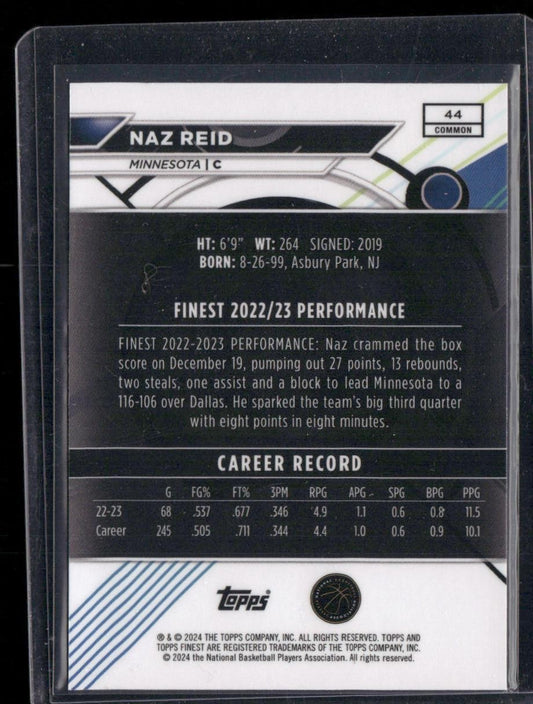 44
COMMON
NAZ REID
MINNESOTA | C
HT: 6'9" WT: 264 SIGNED: 2019
BORN: 8-26-99, Asbury Park, NJ
FINEST 2022/23 PERFORMANCE
FINEST 2022-2023 PERFORMANCE: Naz crammed the box
score on December 19, pumping out 27 points, 13 rebounds,
two steals, one assist and a block to lead Minnesota to a
116-106 over Dallas. He sparked the team's big third quarter
with eight points in eight minutes.
CAREER RECORD
G FG% FT% 3PM RPG APG SPG BPG PPG
22-23 68 .537 .677 .346 4.9 1.1 0.6 0.8 11.5
Career 245 .505 .711 .344 4.4 1.0 0.6 0.9 10.1
Topps
® & © 2024 THE TOPPS COMPANY, INC. ALL RIGHTS RESERVED. TOPPS AND
TOPPS FINEST ARE REGISTERED TRADEMARKS OF THE TOPPS COMPANY, INC.
© 2024 the National Basketball Players Association. All rights reserved.